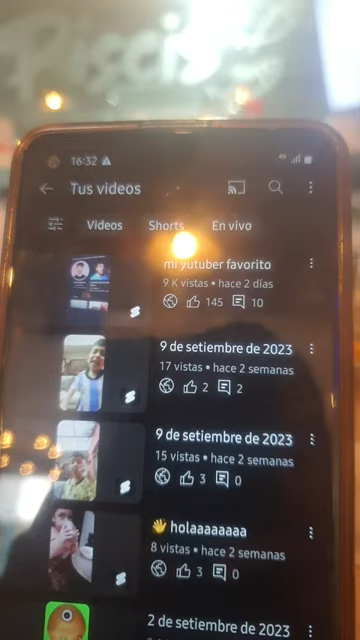 16:32
Tus videos
Videos Shorts En vivo
mi yutuber favorito
9 K vistas • hace 2 días
145 10
9 de setiembre de 2023
17 vistas • hace 2 semanas
2 2
9 de setiembre de 2023
15 vistas • hace 2 semanas
3 0
👋 holaaaaaaaa
8 vistas • hace 2 semanas
3 0
2 de setiembre de 2023